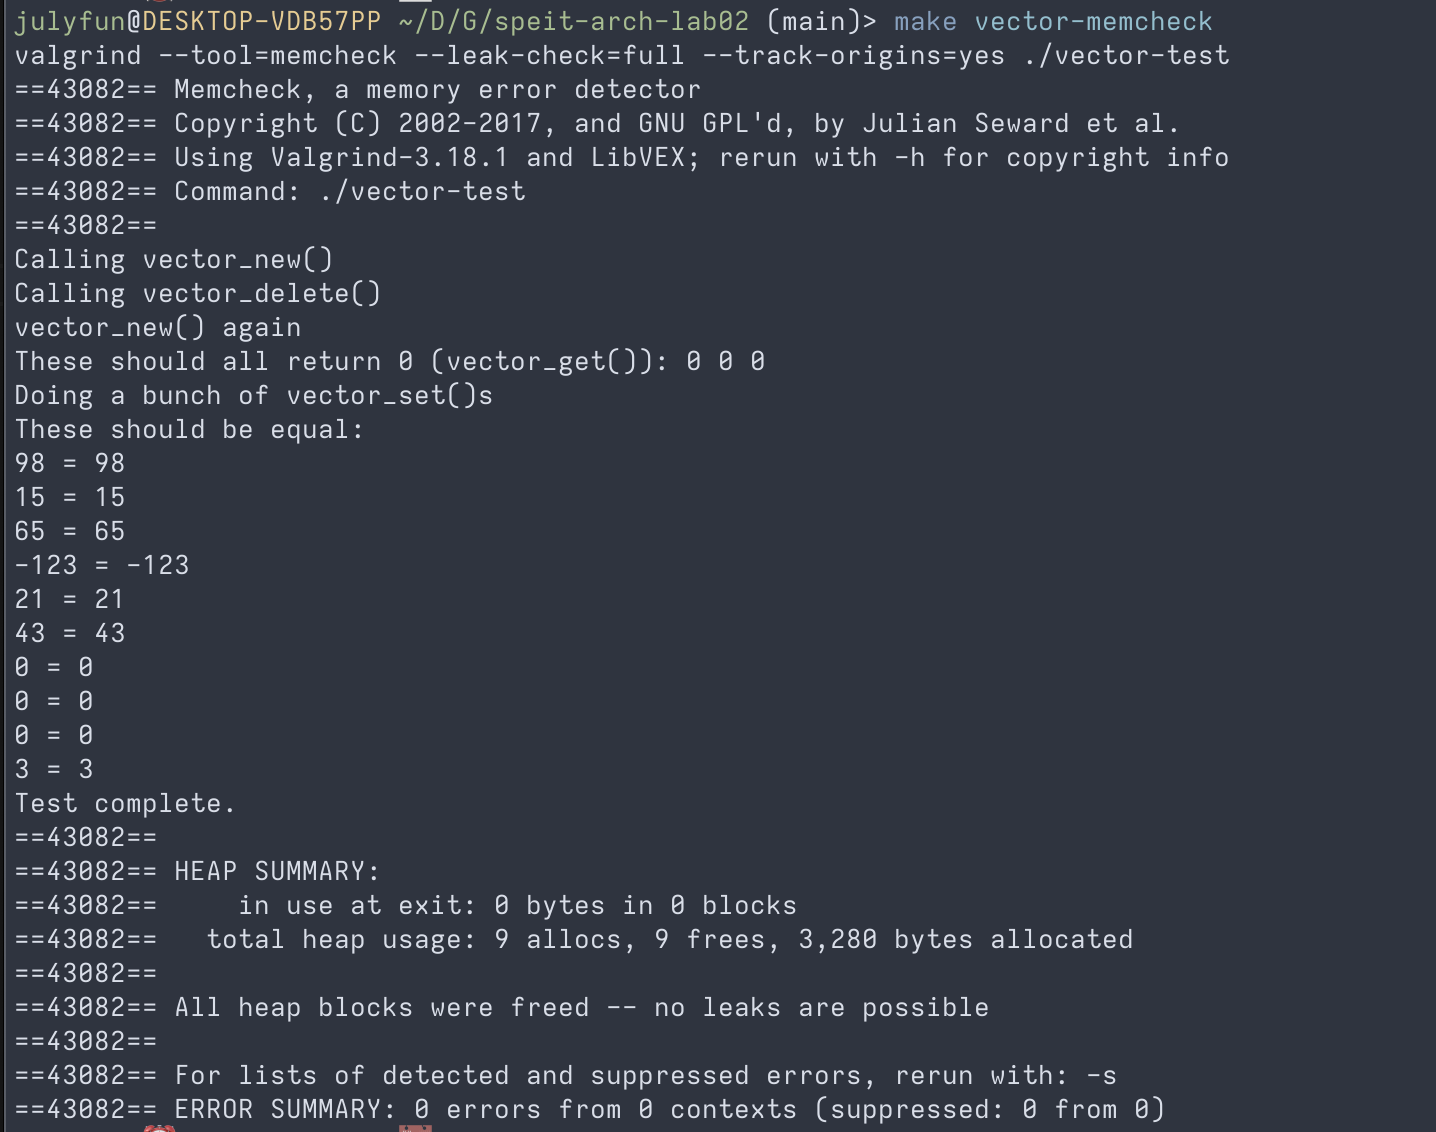 julyfun@DESKTOP-VDB57PP ~/D/G/speit-arch-lab02 (main)> make vector-memcheck
valgrind --tool=memcheck --leak-check=full --track-origins=yes ./vector-test
==43082== Memcheck, a memory error detector
==43082== Copyright (C) 2002-2017, and GNU GPL'd, by Julian Seward et al.
==43082== Using Valgrind-3.18.1 and LibVEX; rerun with -h for copyright info
==43082== Command: ./vector-test
==43082==
Calling vector_new()
Calling vector_delete()
vector_new() again
These should all return 0 (vector_get()): 0 0 0
Doing a bunch of vector_set()s
These should be equal:
98 = 98
15 = 15
65 = 65
-123 = -123
21 = 21
43 = 43
0 = 0
0 = 0
0 = 0
3 = 3
Test complete.
==43082==
==43082== HEAP SUMMARY:
==43082==     in use at exit: 0 bytes in 0 blocks
==43082==   total heap usage: 9 allocs, 9 frees, 3,280 bytes allocated
==43082==
==43082== All heap blocks were freed -- no leaks are possible
==43082==
==43082== For lists of detected and suppressed errors, rerun with: -s
==43082== ERROR SUMMARY: 0 errors from 0 contexts (suppressed: 0 from 0)